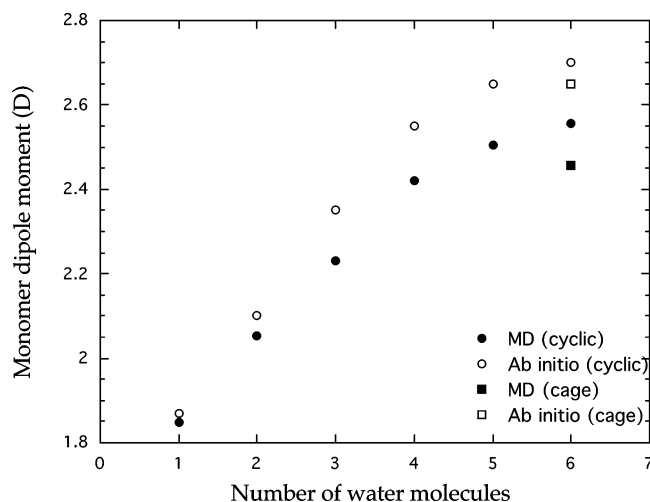 Monomer dipole moment (D)
2.8
2.6
2.4
2.2
2
1.8
MD (cyclic)
Ab initio (cyclic)
MD (cage)
Ab initio (cage)
0 1 2 3 4 5 6 7
Number of water molecules